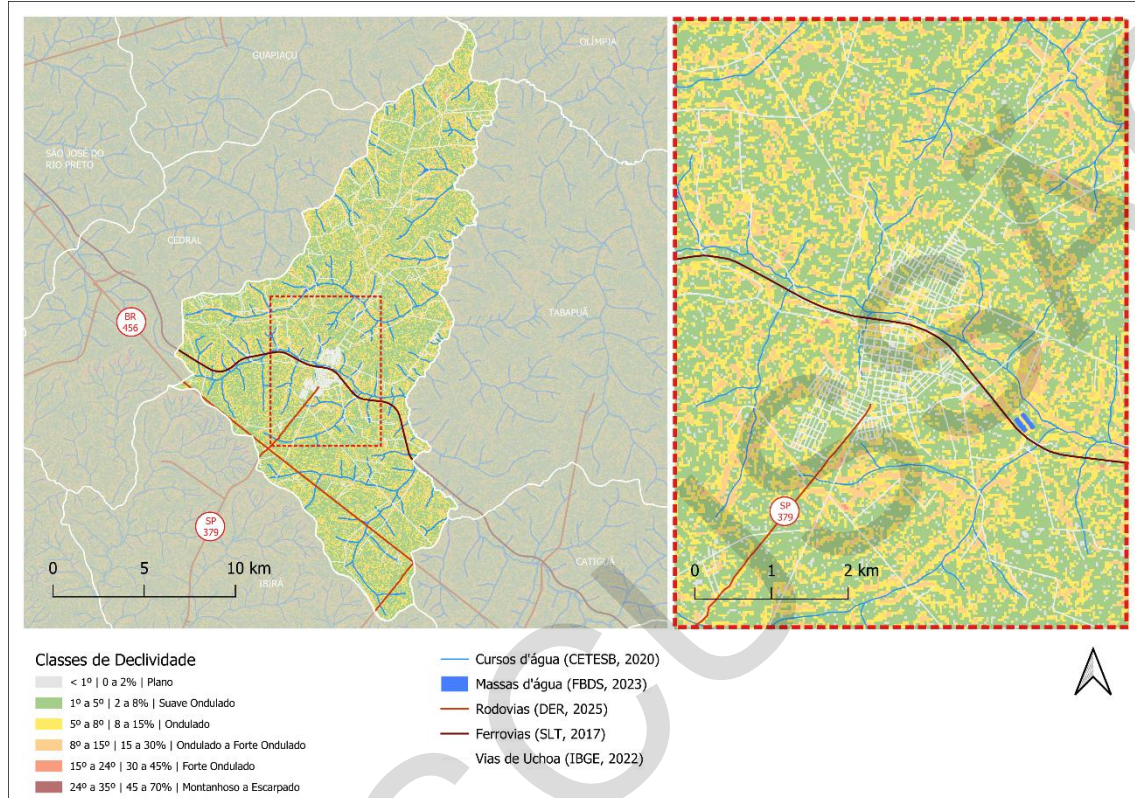 GUAPIAÇU
OLÍMPIA
SÃO JOSÉ DO
RIO PRETO
CEDRAL
BR
456
TABAPUÃ
SP
379
IBIRÁ
CATIGUÁ
0 5 10 km
SP
379
0 1 2 km
Classes de Declividade
< 1º | 0 a 2% | Plano
1º a 5º | 2 a 8% | Suave Ondulado
5º a 8º | 8 a 15% | Ondulado
8º a 15º | 15 a 30% | Ondulado a Forte Ondulado
15º a 24º | 30 a 45% | Forte Ondulado
24º a 35º | 45 a 70% | Montanhoso a Escarpado
Cursos d'água (CETESB, 2020)
Massas d'água (FBDS, 2023)
Rodovias (DER, 2025)
Ferrovias (SLT, 2017)
Vias de Uchoa (IBGE, 2022)